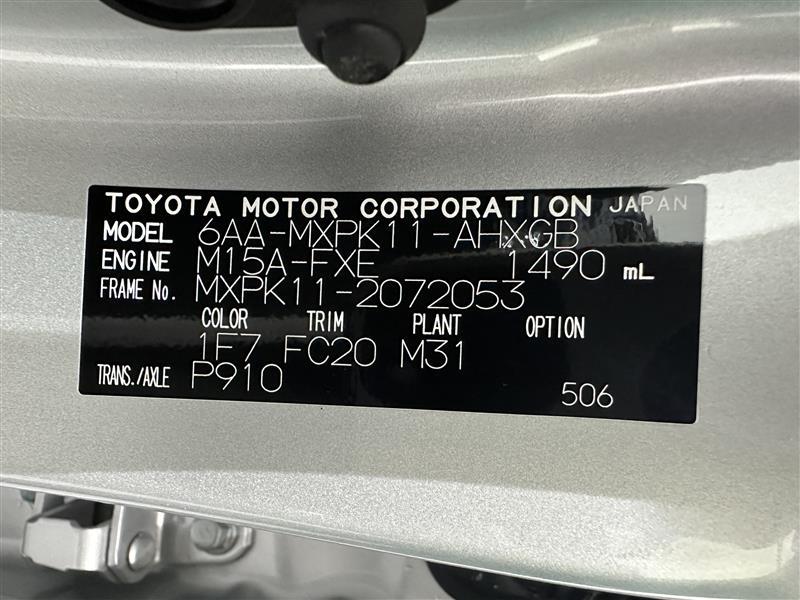 TOYOTA MOTOR CORPORATION JAPAN
MODEL 6AA-MXPK11-AHXGB
ENGINE M15A-FXE 1490 mL
FRAME No. MXPK11-2072053
COLOR TRIM PLANT OPTION
1F7 FC20 M31
TRANS./AXLE P910
506